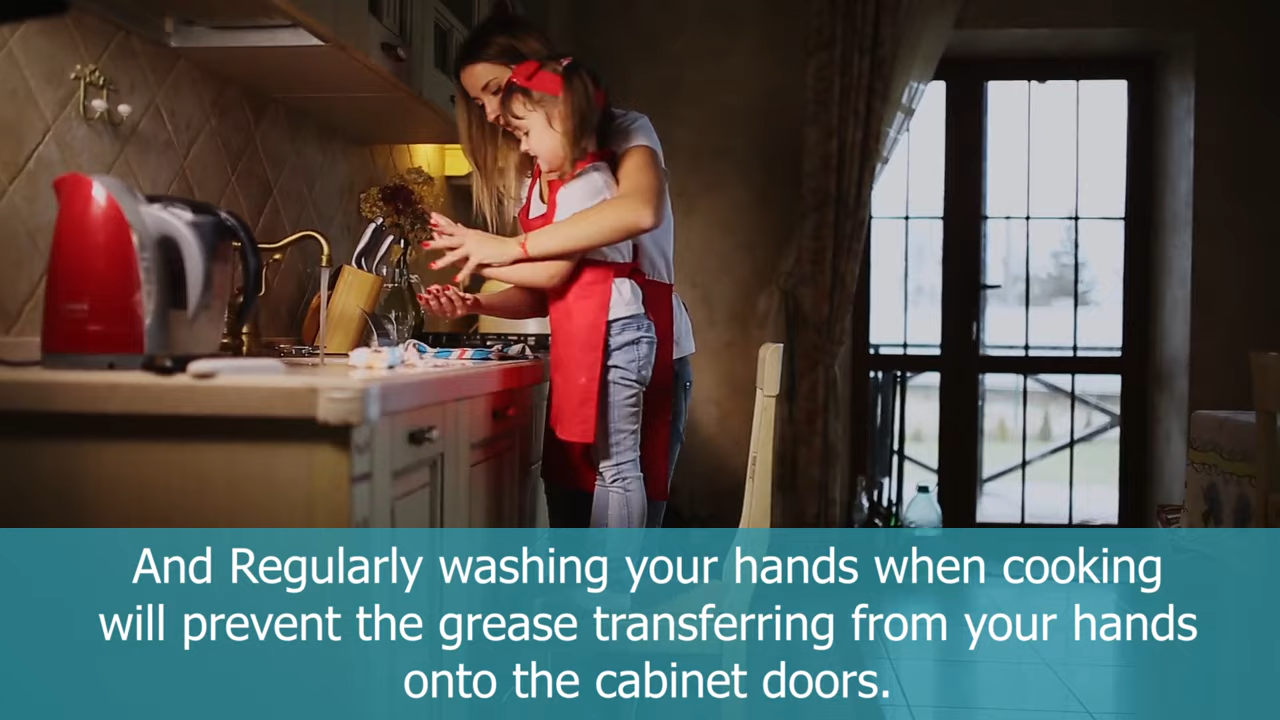 And Regularly washing your hands when cooking
will prevent the grease transferring from your hands
onto the cabinet doors.